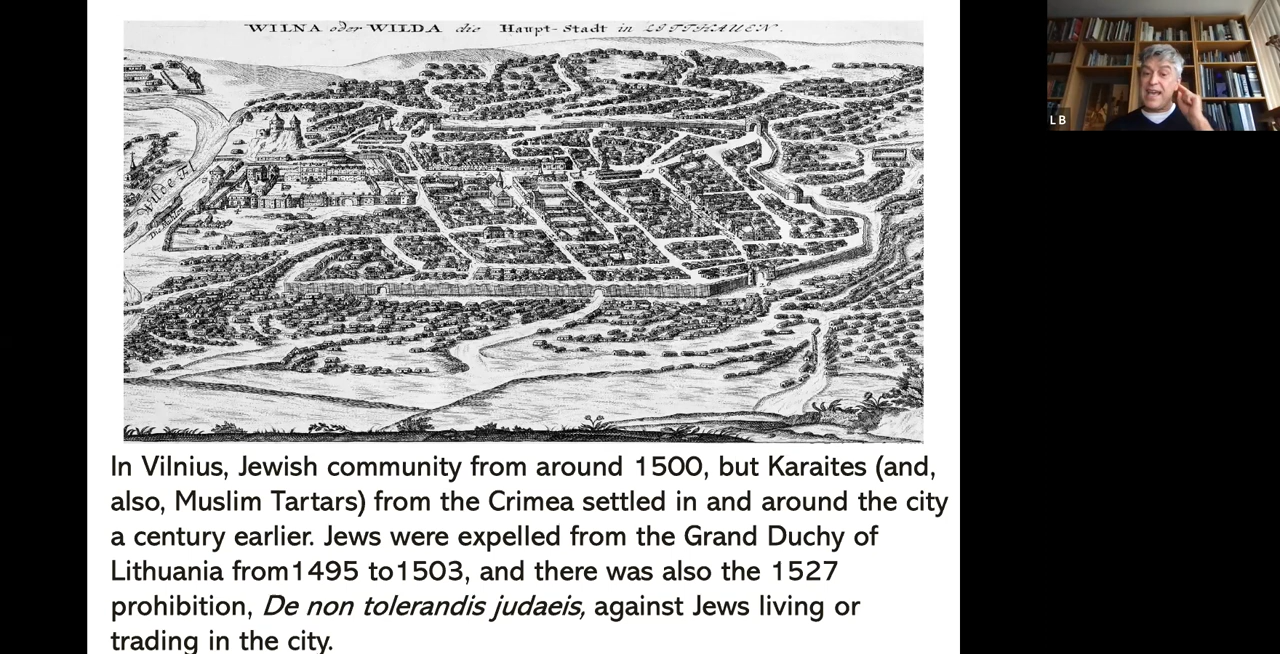 WILNA oder WILDA die Haupt-Stadt in LITTHAUEN.
Wilde Fl.
LB
In Vilnius, Jewish community from around 1500, but Karaites (and,
also, Muslim Tartars) from the Crimea settled in and around the city
a century earlier. Jews were expelled from the Grand Duchy of
Lithuania from1495 to1503, and there was also the 1527
prohibition, De non tolerandis judaeis, against Jews living or
trading in the city.